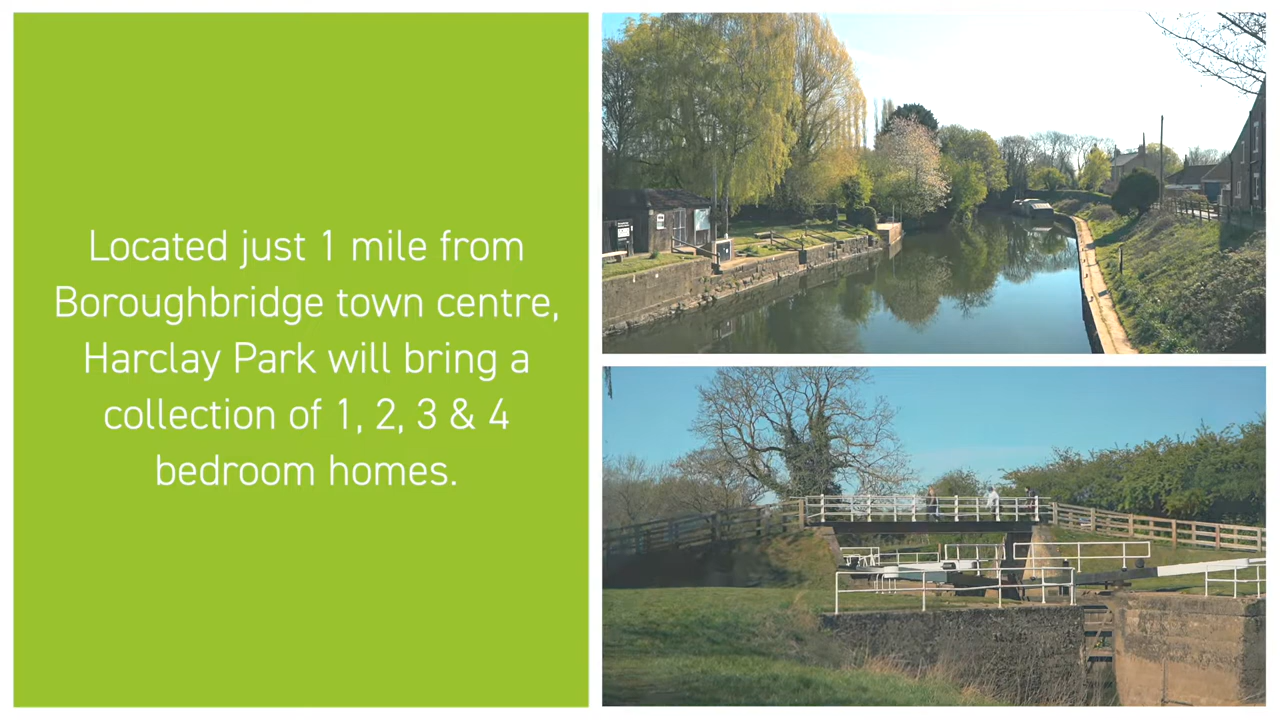 Located just 1 mile from
Boroughbridge town centre,
Harclay Park will bring a
collection of 1, 2, 3 & 4
bedroom homes.